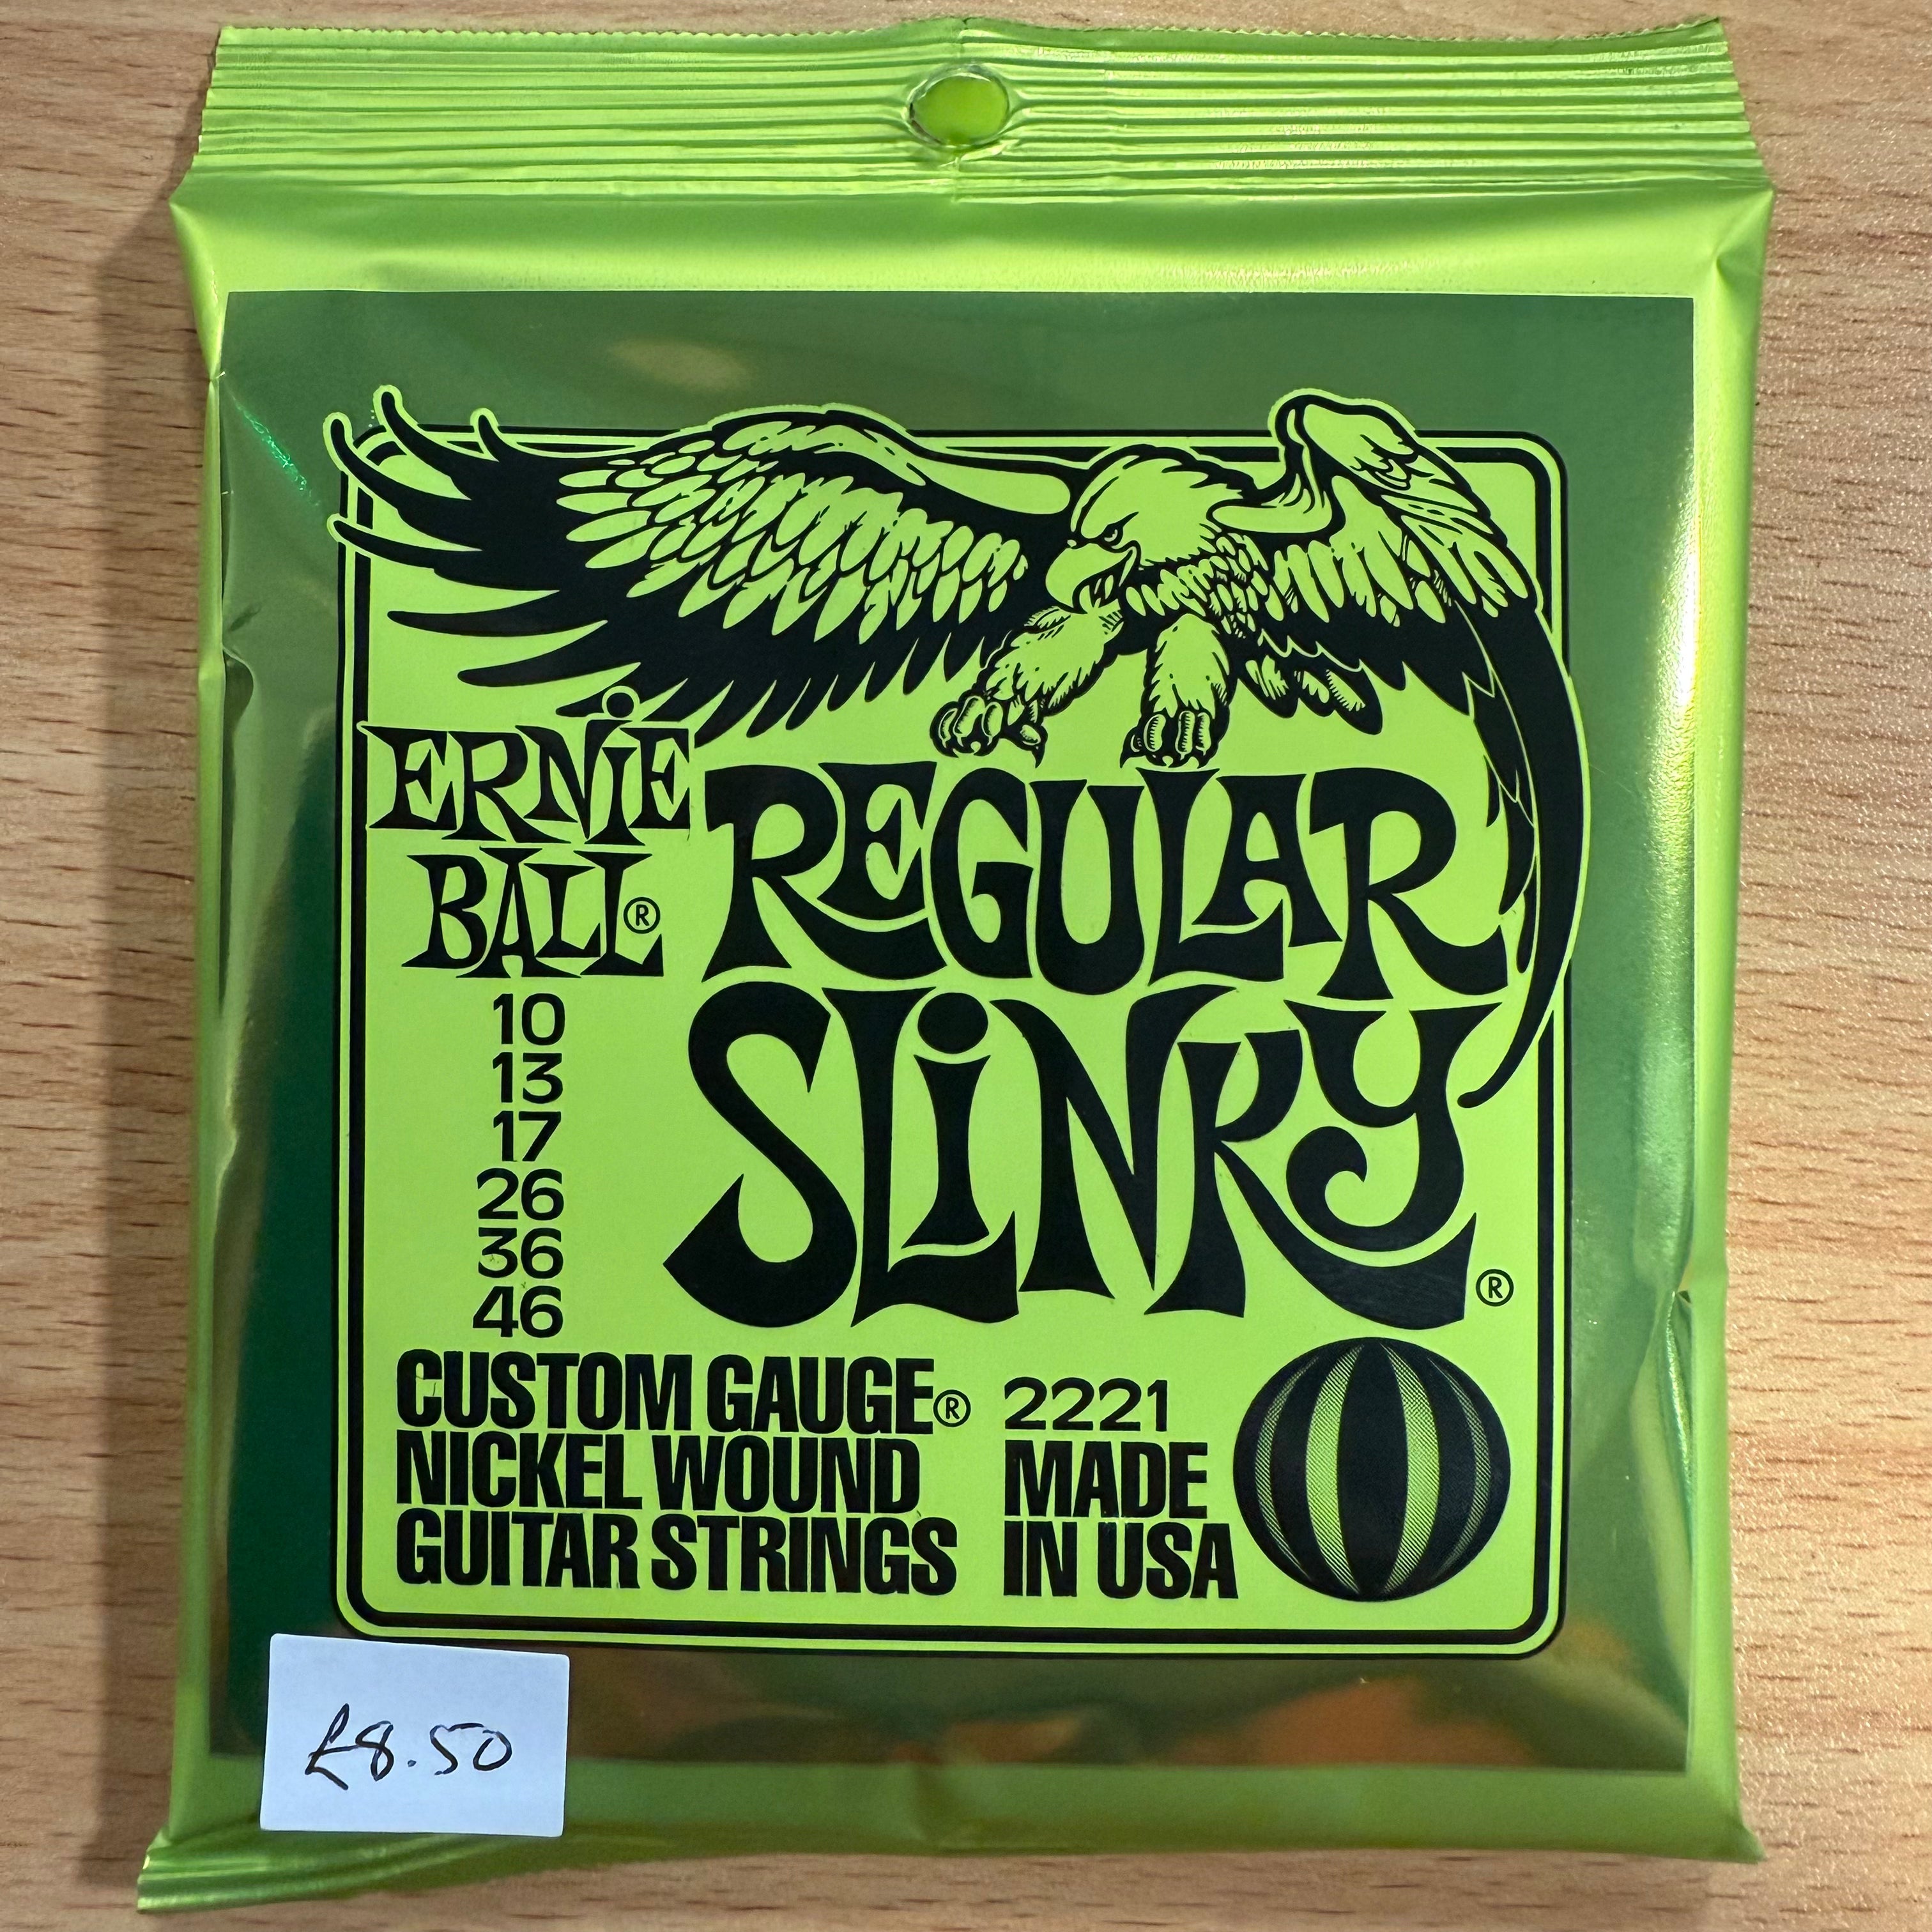 ERNiE
BALL®
REGULAR
SLiNKY®
10
13
17
26
36
46
CUSTOM GAUGE®
NICKEL WOUND
GUITAR STRINGS
2221
MADE
IN USA
£8.50